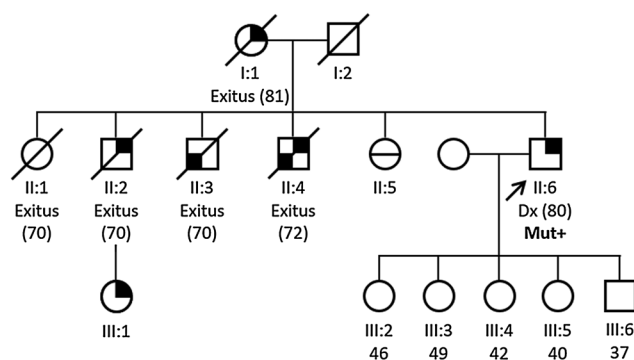 I:1 I:2
Exitus (81)
II:1 II:2 II:3 II:4 II:5 II:6
Exitus Exitus Exitus Exitus Dx (80)
(70) (70) (70) (72) Mut+
III:1 III:2 III:3 III:4 III:5 III:6
46 49 42 40 37